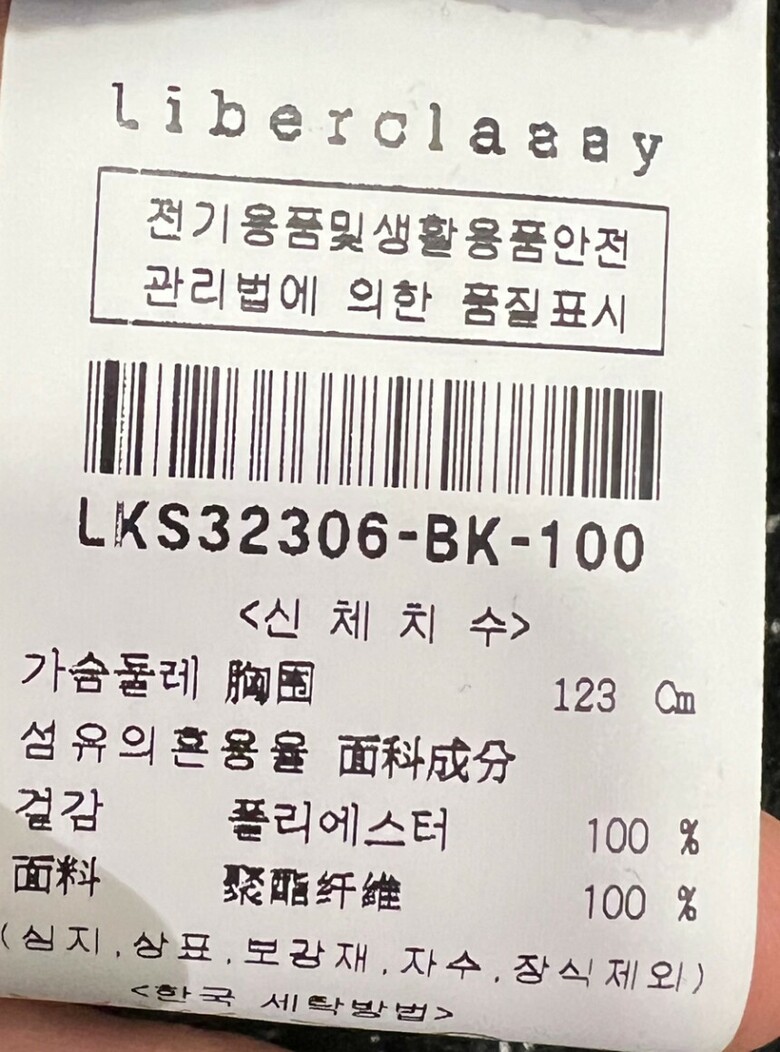 liberclassy
전기용품및생활용품안전
관리법에 의한 품질표시
LKS32306-BK-100
<신 체 치 수>
가슴둘레 胸围 123 Cm
섬유의혼용율 面料成分
겉감 폴리에스터 100 %
面料 聚酯纤维 100 %
(심지,상표,보강재,자수,장식제외)
<한국 세탁방법>